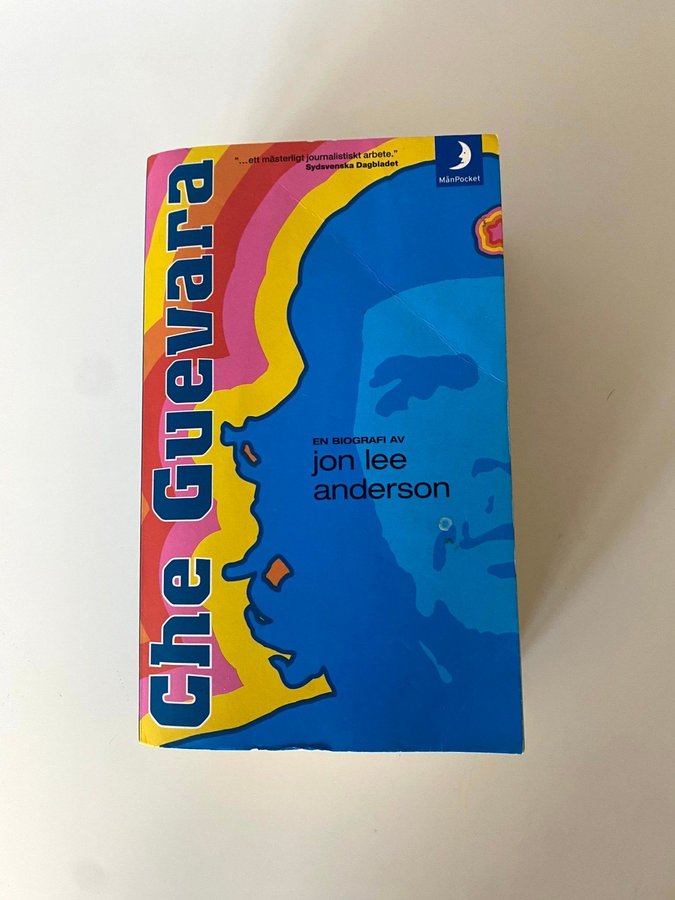 "...ett mästerligt journalistiskt arbete."
Sydsvenska Dagbladet
MånPocket
Che Guevara
EN BIOGRAFI AV
jon lee
anderson